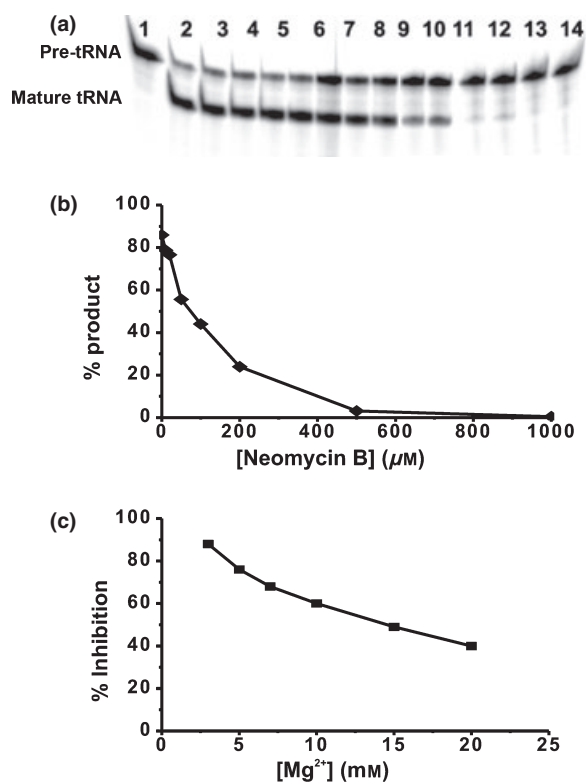 (a)
1 2 3 4 5 6 7 8 9 10 11 12 13 14
Pre-tRNA
Mature tRNA
(b)
100
80
60
40
20
0
% product
0 200 400 600 800 1000
[Neomycin B] (µM)
(c)
100
80
60
40
20
0
% Inhibition
0 5 10 15 20 25
[Mg²⁺] (mM)